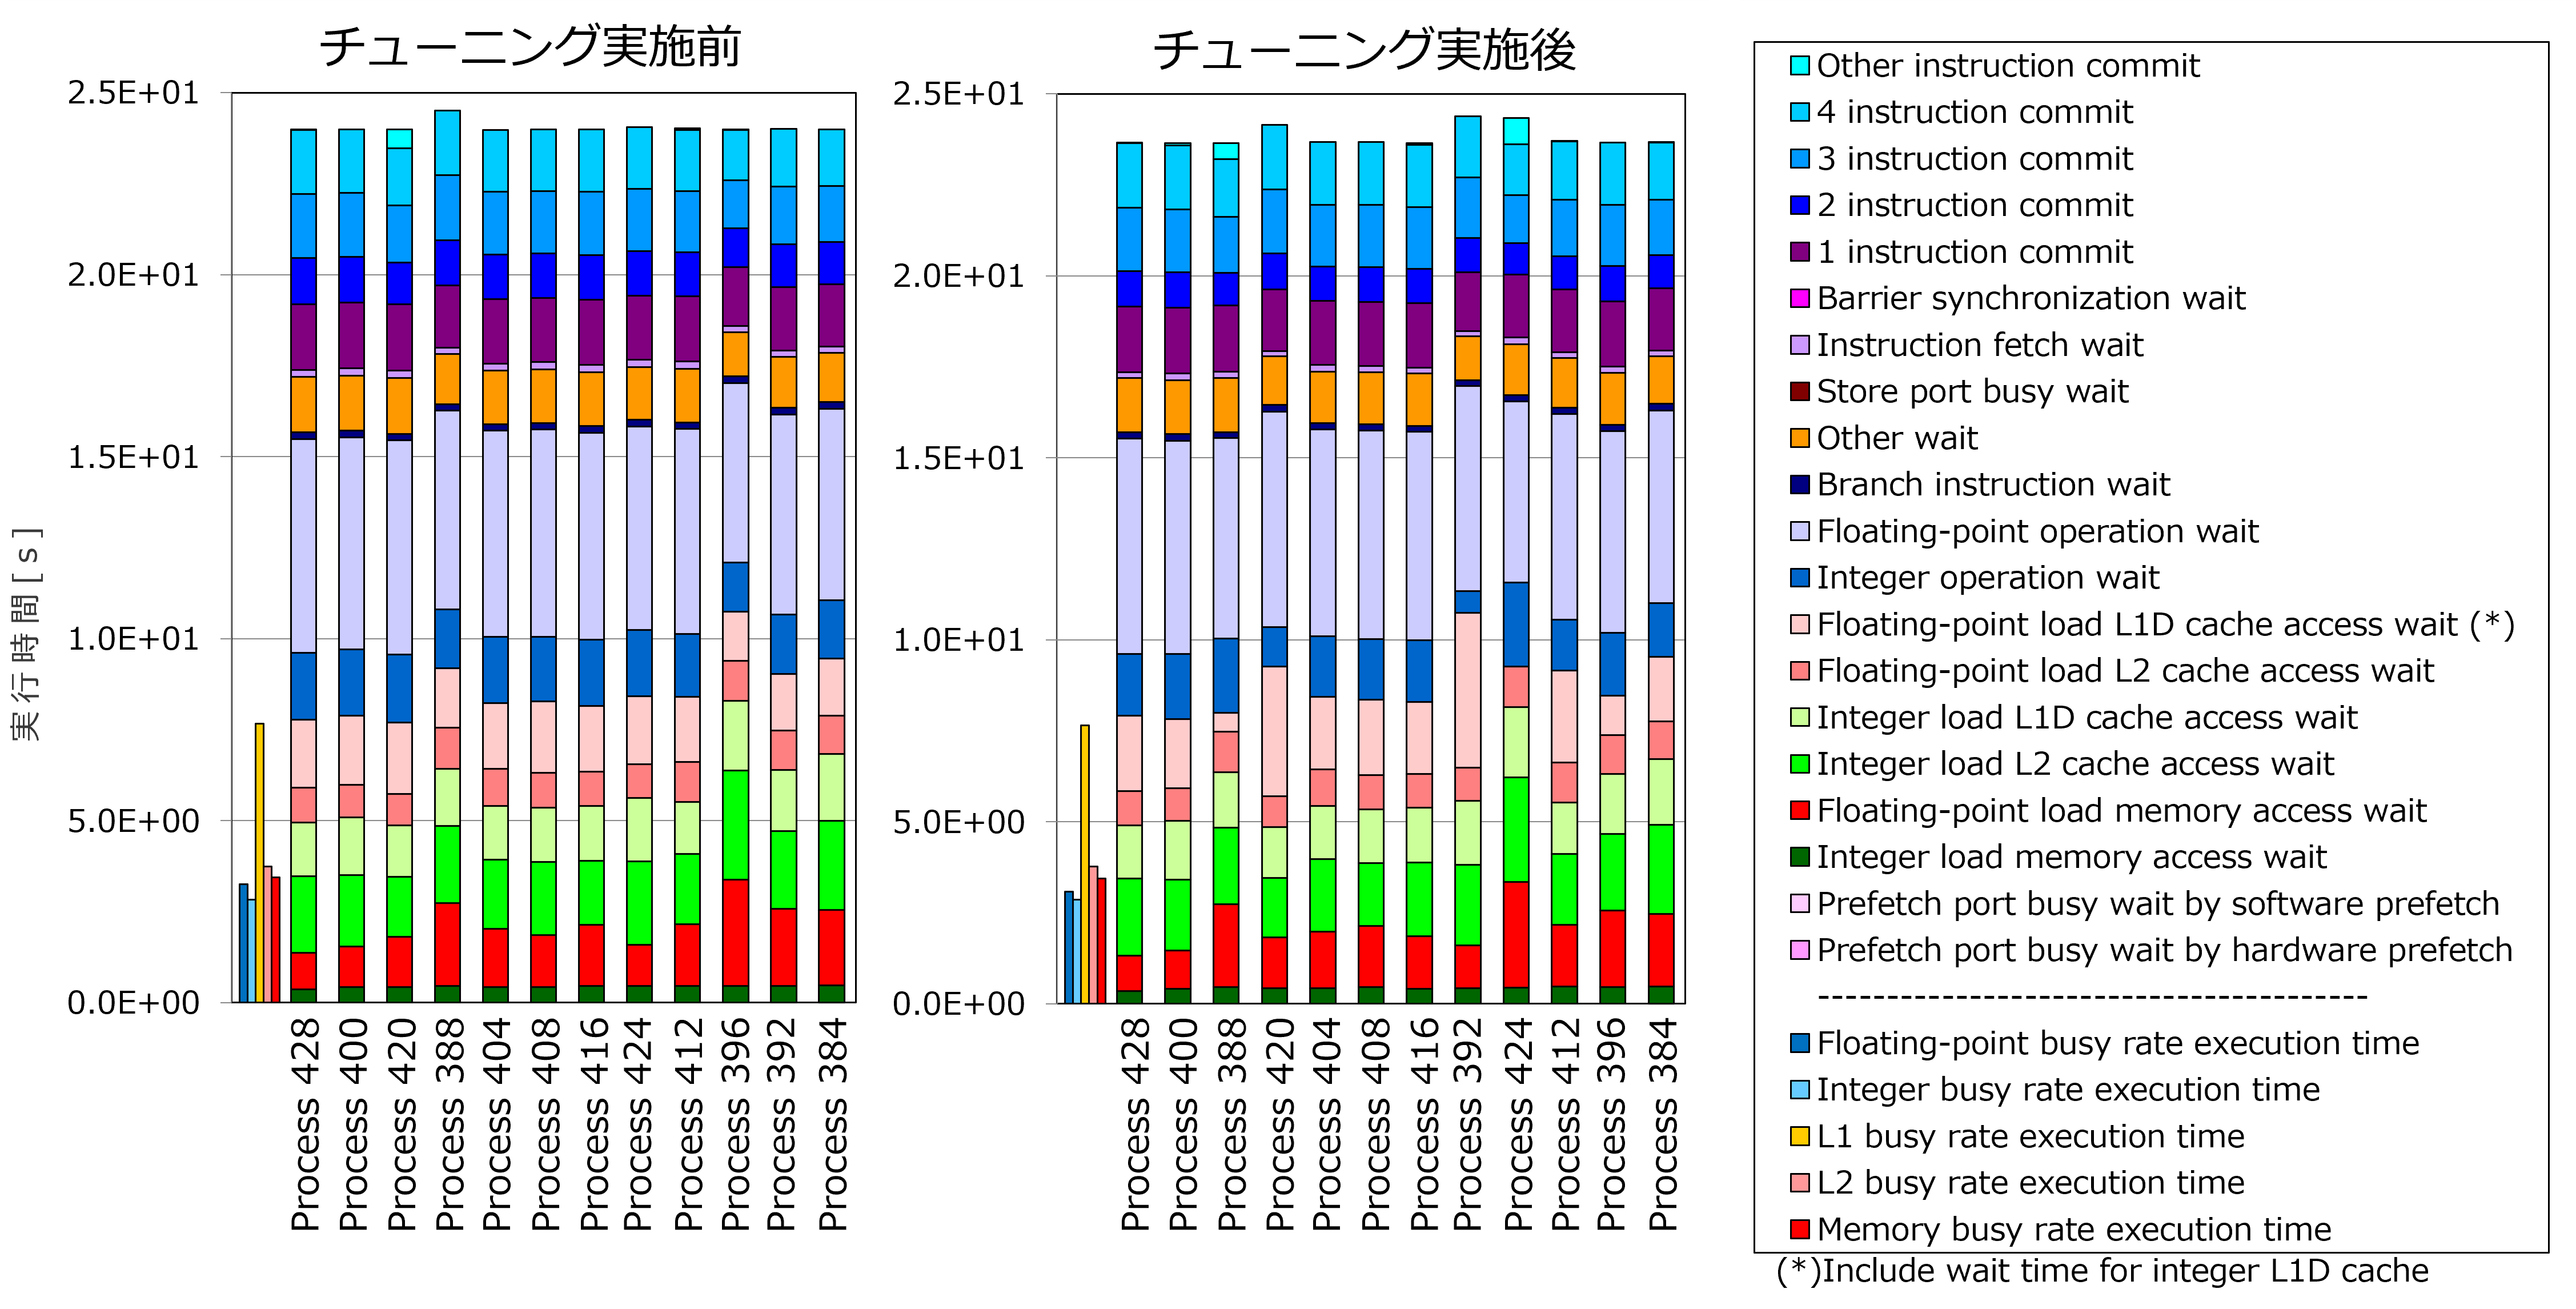 チューニング実施前
チューニング実施後
実行時間[s]
2.5E+01
2.0E+01
1.5E+01
1.0E+01
5.0E+00
0.0E+00
Process 428
Process 400
Process 420
Process 388
Process 404
Process 408
Process 416
Process 424
Process 412
Process 396
Process 392
Process 384
2.5E+01
2.0E+01
1.5E+01
1.0E+01
5.0E+00
0.0E+00
Process 428
Process 400
Process 388
Process 420
Process 404
Process 408
Process 416
Process 392
Process 424
Process 412
Process 396
Process 384
Other instruction commit
4 instruction commit
3 instruction commit
2 instruction commit
1 instruction commit
Barrier synchronization wait
Instruction fetch wait
Store port busy wait
Other wait
Branch instruction wait
Floating-point operation wait
Integer operation wait
Floating-point load L1D cache access wait (*)
Floating-point load L2 cache access wait
Integer load L1D cache access wait
Integer load L2 cache access wait
Floating-point load memory access wait
Integer load memory access wait
Prefetch port busy wait by software prefetch
Prefetch port busy wait by hardware prefetch
----------------------------------------
Floating-point busy rate execution time
Integer busy rate execution time
L1 busy rate execution time
L2 busy rate execution time
Memory busy rate execution time
(*)Include wait time for integer L1D cache